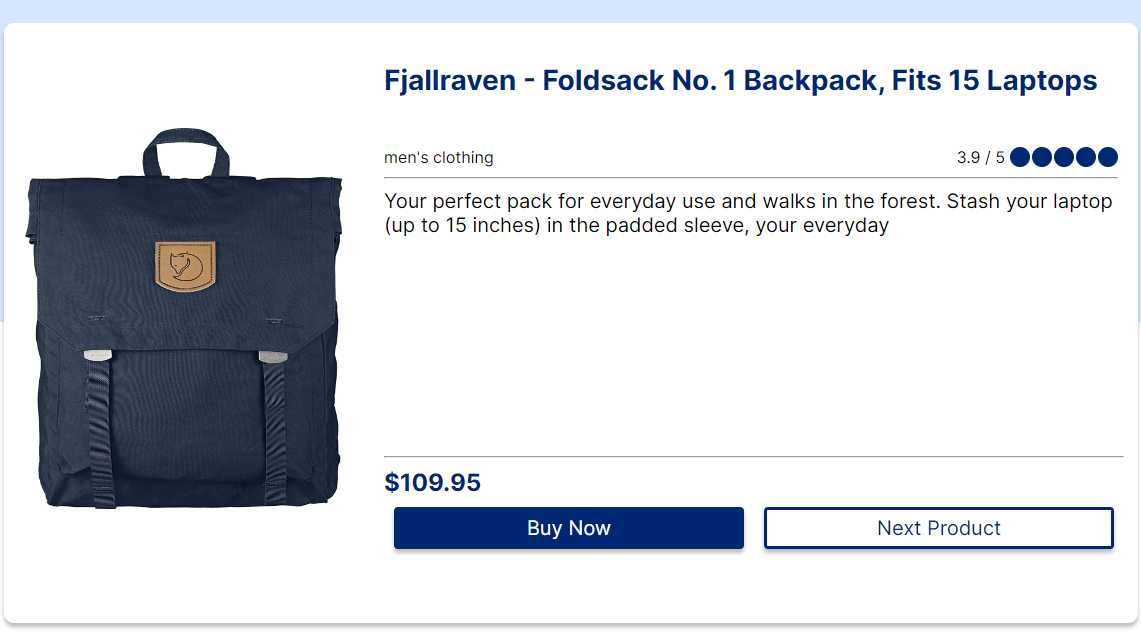 Fjallraven - Foldsack No. 1 Backpack, Fits 15 Laptops
men's clothing
3.9 / 5
Your perfect pack for everyday use and walks in the forest. Stash your laptop
(up to 15 inches) in the padded sleeve, your everyday
$109.95
Buy Now
Next Product